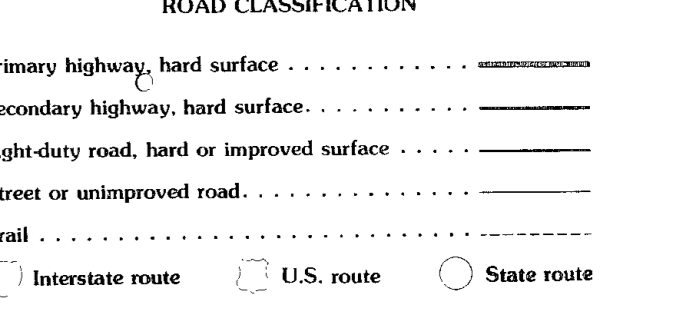 ROAD CLASSIFICATION
rimary highway, hard surface . . . . . . . . . . . .
econdary highway, hard surface. . . . . . . . . . .
ght-duty road, hard or improved surface . . . . .
treet or unimproved road. . . . . . . . . . . . . . .
rail . . . . . . . . . . . . . . . . . . . . . . . . . . . . .
Interstate route U.S. route State route